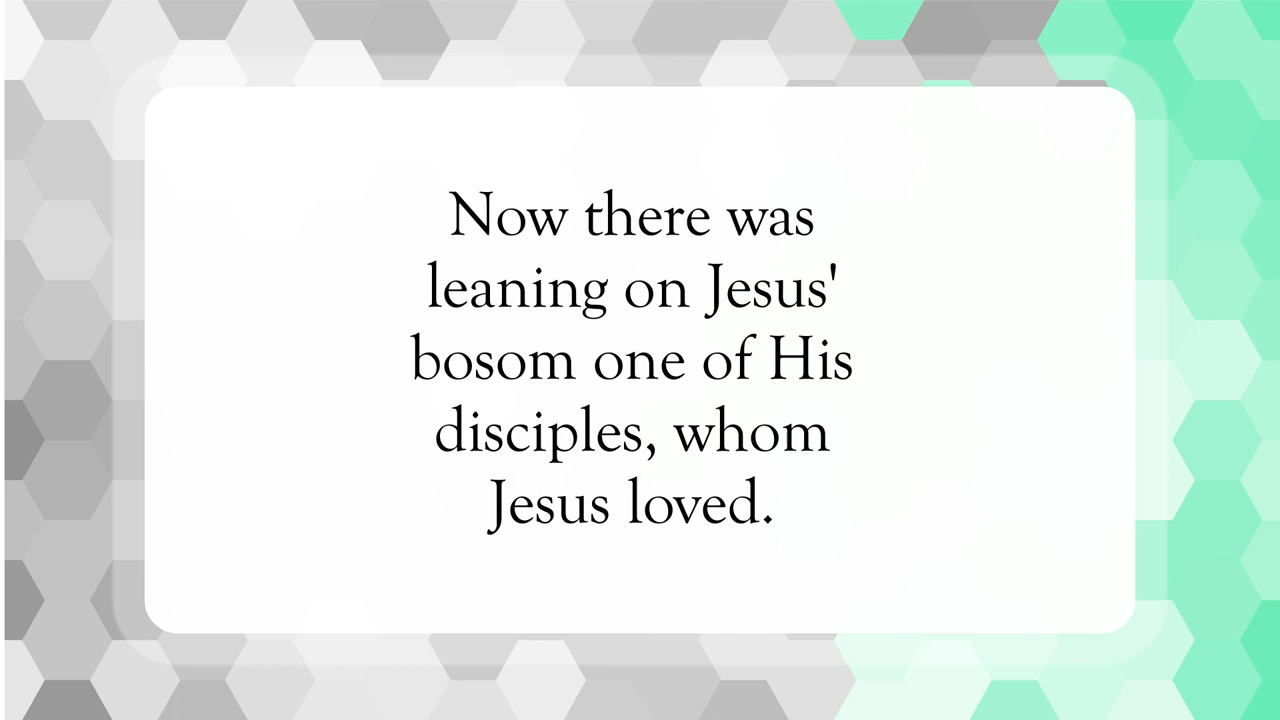 Now there was
leaning on Jesus'
bosom one of His
disciples, whom
Jesus loved.